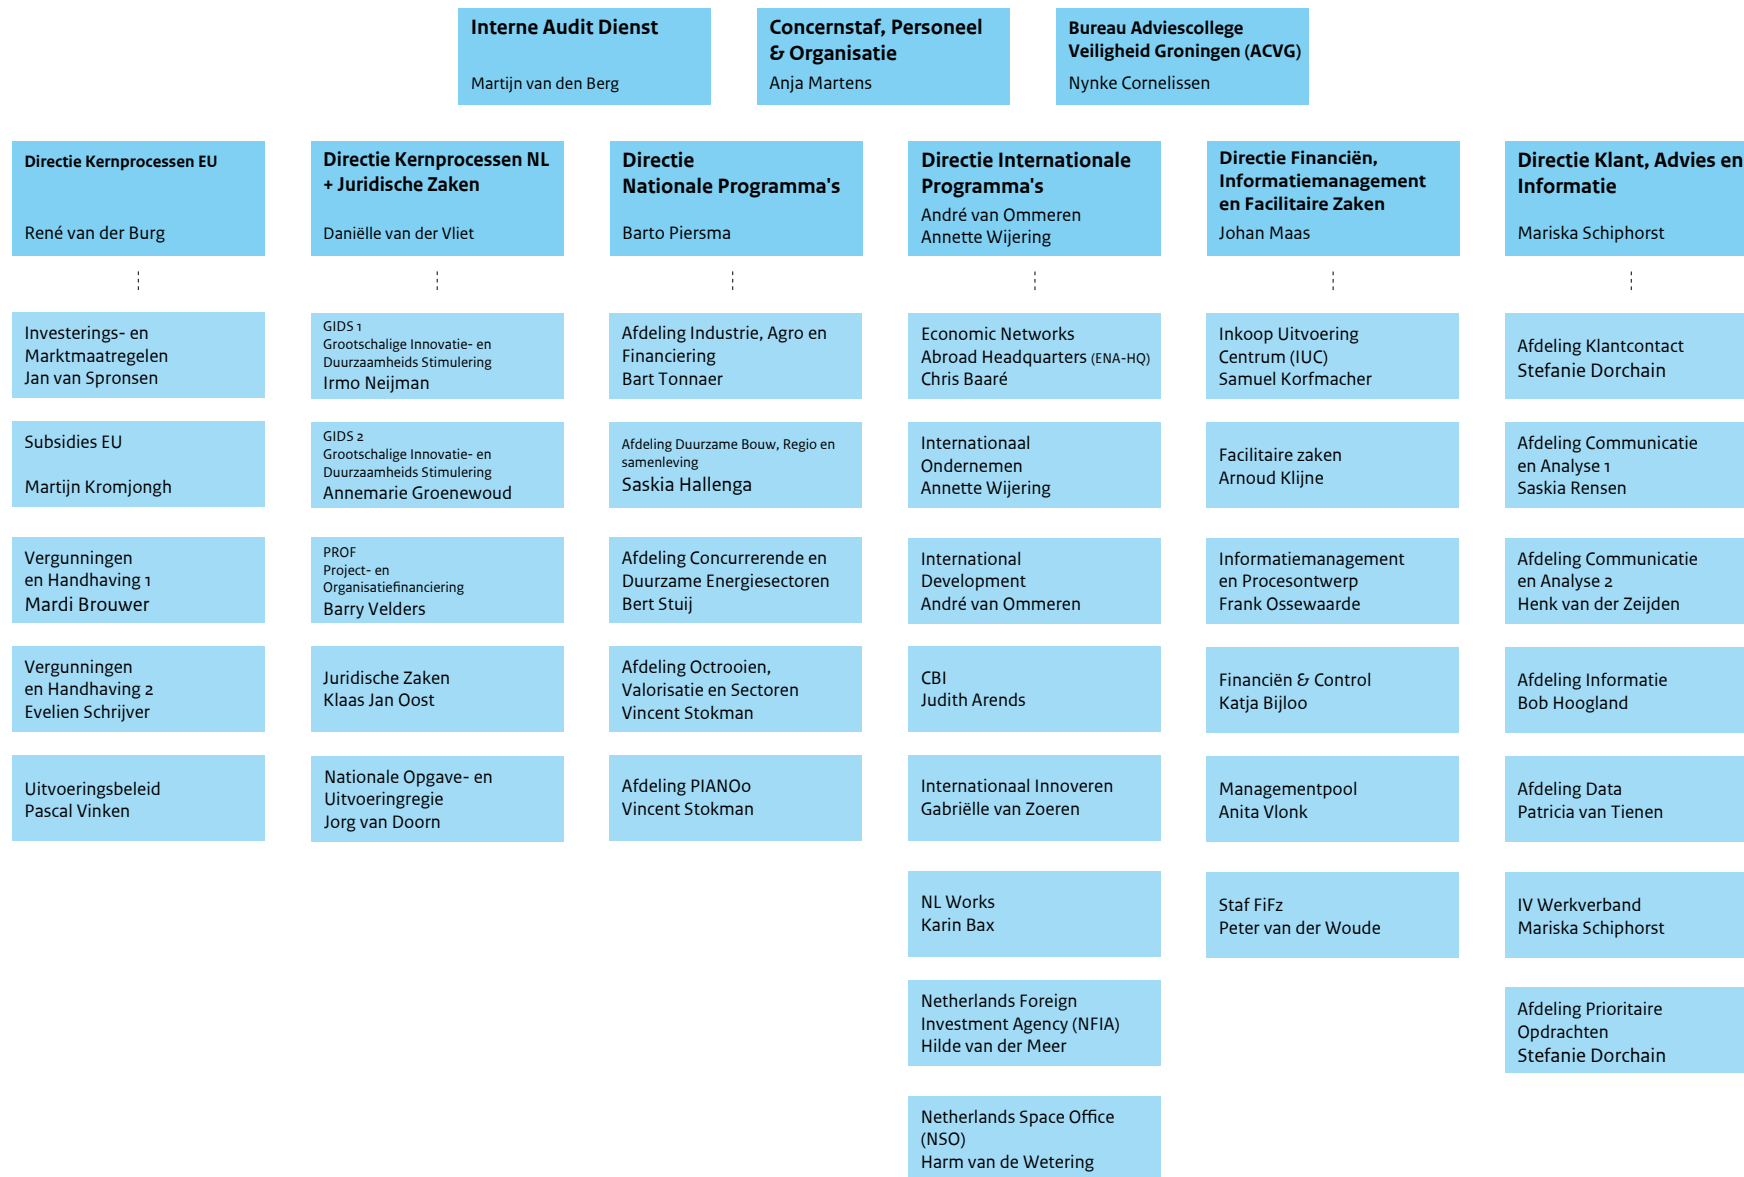 Interne Audit Dienst
Martijn van den Berg
Concernstaf, Personeel
& Organisatie
Anja Martens
Bureau Adviescollege
Veiligheid Groningen (ACVG)
Nynke Cornelissen
Directie Kernprocessen EU
René van der Burg
Investerings- en
Marktmaatregelen
Jan van Spronsen
Subsidies EU
Martijn Kromjongh
Vergunningen
en Handhaving 1
Mardi Brouwer
Vergunningen
en Handhaving 2
Evelien Schrijver
Uitvoeringsbeleid
Pascal Vinken
Directie Kernprocessen NL
+ Juridische Zaken
Daniëlle van der Vliet
GIDS 1
Grootschalige Innovatie- en
Duurzaamheids Stimulering
Irmo Neijman
GIDS 2
Grootschalige Innovatie- en
Duurzaamheids Stimulering
Annemarie Groenewoud
PROF
Project- en
Organisatiefinanciering
Barry Velders
Juridische Zaken
Klaas Jan Oost
Nationale Opgave- en
Uitvoeringregie
Jorg van Doorn
Directie
Nationale Programma's
Barto Piersma
Afdeling Industrie, Agro en
Financiering
Bart Tonnaer
Afdeling Duurzame Bouw, Regio en
samenleving
Saskia Hallenga
Afdeling Concurrerende en
Duurzame Energiesectoren
Bert Stuij
Afdeling Octrooien,
Valorisatie en Sectoren
Vincent Stokman
Afdeling PIANOo
Vincent Stokman
Directie Internationale
Programma's
André van Ommeren
Annette Wijering
Economic Networks
Abroad Headquarters (ENA-HQ)
Chris Baaré
Internationaal
Ondernemen
Annette Wijering
International
Development
André van Ommeren
CBI
Judith Arends
Internationaal Innoveren
Gabriëlle van Zoeren
NL Works
Karin Bax
Netherlands Foreign
Investment Agency (NFIA)
Hilde van der Meer
Netherlands Space Office
(NSO)
Harm van de Wetering
Directie Financiën,
Informatiemanagement
en Facilitaire Zaken
Johan Maas
Inkoop Uitvoering
Centrum (IUC)
Samuel Korfmacher
Facilitaire zaken
Arnoud Klijne
Informatiemanagement
en Procesontwerp
Frank Ossewaarde
Financiën & Control
Katja Bijloo
Managementpool
Anita Vlonk
Staf FiFz
Peter van der Woude
Directie Klant, Advies en
Informatie
Mariska Schiphorst
Afdeling Klantcontact
Stefanie Dorchain
Afdeling Communicatie
en Analyse 1
Saskia Rensen
Afdeling Communicatie
en Analyse 2
Henk van der Zeijden
Afdeling Informatie
Bob Hoogland
Afdeling Data
Patricia van Tienen
IV Werkverband
Mariska Schiphorst
Afdeling Prioritaire
Opdrachten
Stefanie Dorchain